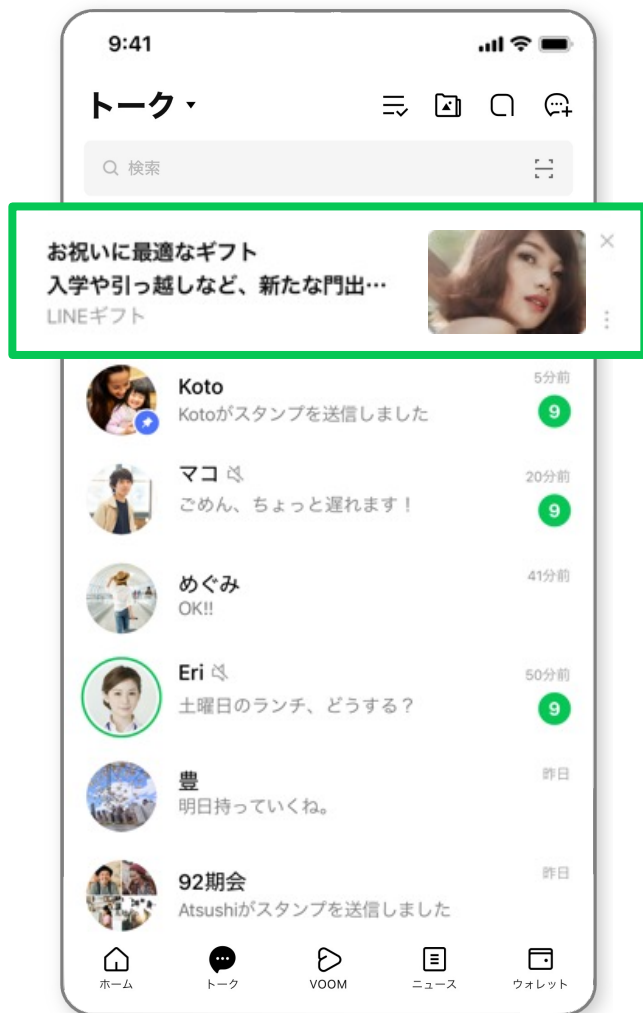 9:41
トーク
検索
お祝いに最適なギフト
入学や引っ越しなど、新たな門出…
LINEギフト
Koto
5分前
Kotoがスタンプを送信しました
9
マコ
20分前
ごめん、ちょっと遅れます！
9
めぐみ
41分前
OK!!
Eri
50分前
土曜日のランチ、どうする？
9
豊
昨日
明日持っていくね。
92期会
昨日
Atsushiがスタンプを送信しました
ホーム
トーク
VOOM
ニュース
ウォレット